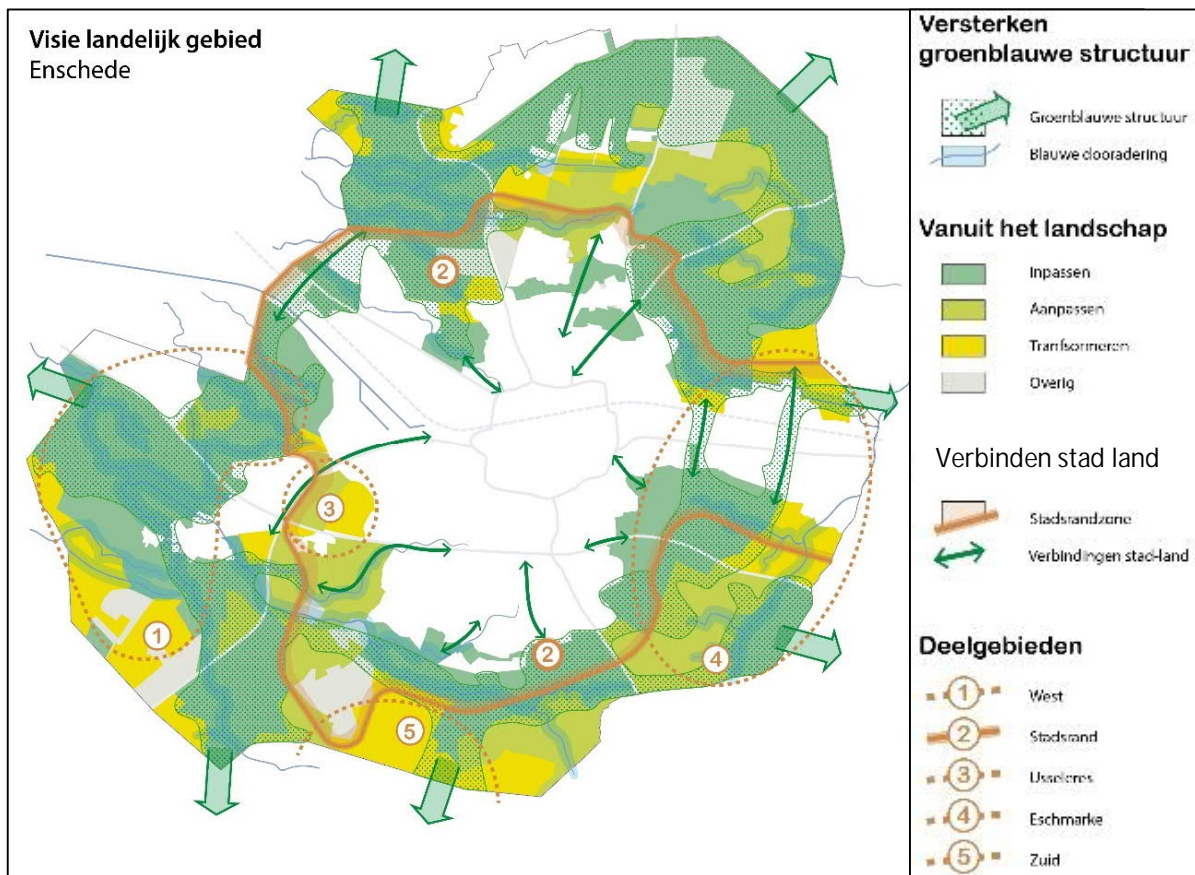 Visie landelijk gebied
Enschede
2
3
1
2
4
5
Versterken
groenblauwe structuur
Groenblauwe structuur
Blauwe dooradering
Vanuit het landschap
Inpassen
Aanpassen
Tranfsormeren
Overig
Verbinden stad land
Stadsrandzone
Verbindingen stad-land
Deelgebieden
1 West
2 Stadsrand
3 Usseleres
4 Eschmarke
5 Zuid